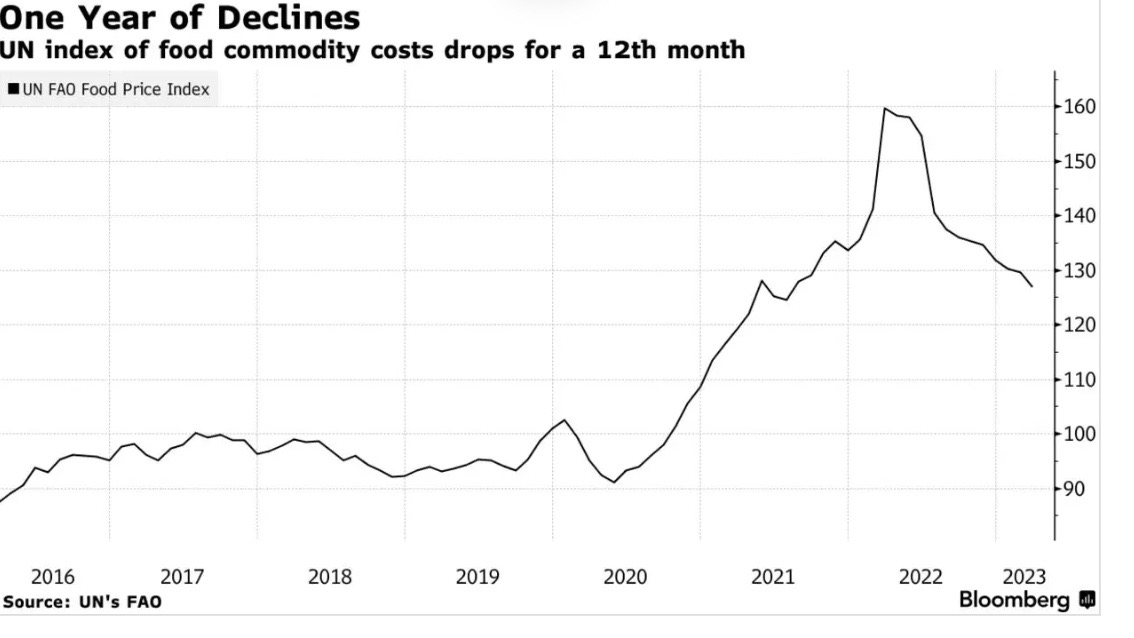 One Year of Declines
UN index of food commodity costs drops for a 12th month
UN FAO Food Price Index
160
150
140
130
120
110
100
90
2016 2017 2018 2019 2020 2021 2022 2023
Source: UN's FAO
Bloomberg